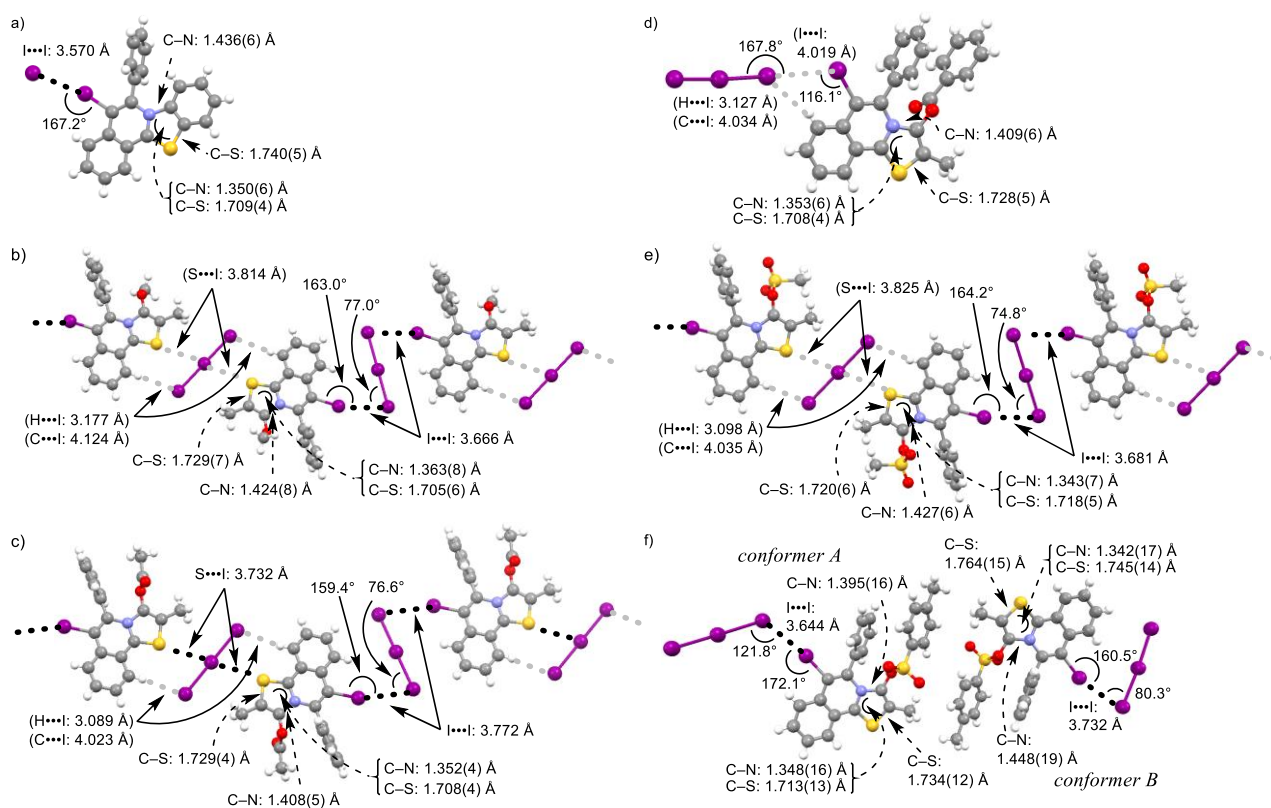 a)
I•••I: 3.570 Å
C–N: 1.436(6) Å
167.2°
C–S: 1.740(5) Å
C–N: 1.350(6) Å
C–S: 1.709(4) Å
d)
167.8°
(I•••I:
4.019 Å)
(H•••I: 3.127 Å)
(C•••I: 4.034 Å)
116.1°
C–N: 1.409(6) Å
C–N: 1.353(6) Å
C–S: 1.708(4) Å
C–S: 1.728(5) Å
b)
(S•••I: 3.814 Å)
163.0°
77.0°
(H•••I: 3.177 Å)
(C•••I: 4.124 Å)
I•••I: 3.666 Å
C–S: 1.729(7) Å
C–N: 1.424(8) Å
C–N: 1.363(8) Å
C–S: 1.705(6) Å
e)
(S•••I: 3.825 Å)
164.2°
74.8°
(H•••I: 3.098 Å)
(C•••I: 4.035 Å)
I•••I: 3.681 Å
C–S: 1.720(6) Å
C–N: 1.427(6) Å
C–N: 1.343(7) Å
C–S: 1.718(5) Å
c)
S•••I: 3.732 Å
159.4°
76.6°
(H•••I: 3.089 Å)
(C•••I: 4.023 Å)
I•••I: 3.772 Å
C–S: 1.729(4) Å
C–N: 1.408(5) Å
C–N: 1.352(4) Å
C–S: 1.708(4) Å
f)
conformer A
C–N: 1.395(16) Å
I•••I:
3.644 Å
121.8°
172.1°
C–N: 1.348(16) Å
C–S: 1.713(13) Å
C–S:
1.734(12) Å
C–S:
1.764(15) Å
C–N: 1.342(17) Å
C–S: 1.745(14) Å
160.5°
80.3°
I•••I:
3.732 Å
C–N:
1.448(19) Å
conformer B